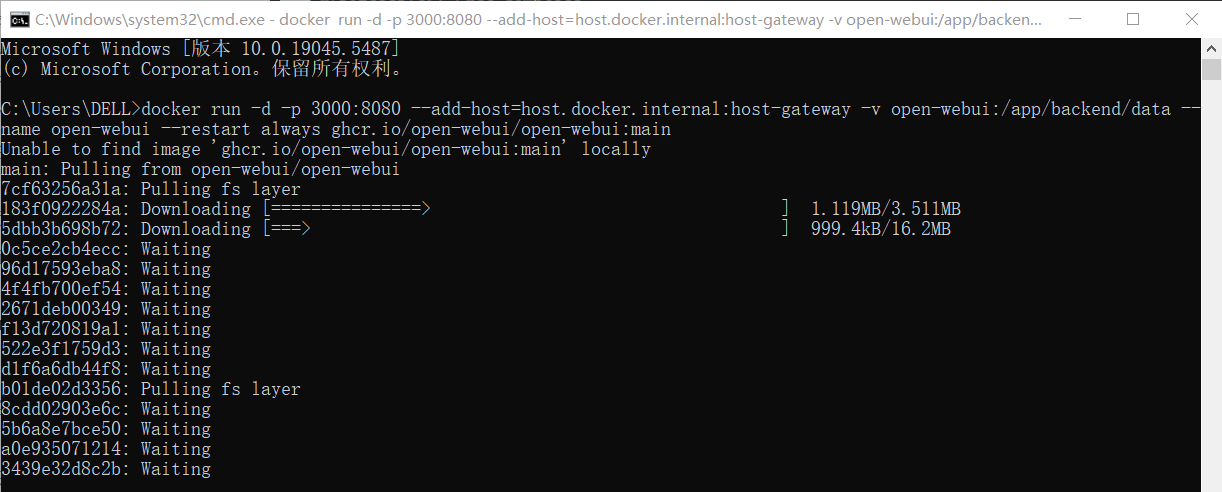 C:\Windows\system32\cmd.exe - docker  run -d -p 3000:8080 --add-host=host.docker.internal:host-gateway -v open-webui:/app/backen...
Microsoft Windows [版本 10.0.19045.5487]
(c) Microsoft Corporation。保留所有权利。
C:\Users\DELL>docker run -d -p 3000:8080 --add-host=host.docker.internal:host-gateway -v open-webui:/app/backend/data --
name open-webui --restart always ghcr.io/open-webui/open-webui:main
Unable to find image 'ghcr.io/open-webui/open-webui:main' locally
main: Pulling from open-webui/open-webui
7cf63256a31a: Pulling fs layer
183f0922284a: Downloading [===============>                                   ]  1.119MB/3.511MB
5dbb3b698b72: Downloading [===>                                               ]  999.4kB/16.2MB
0c5ce2cb4ecc: Waiting
96d17593eba8: Waiting
4f4fb700ef54: Waiting
2671deb00349: Waiting
f13d720819a1: Waiting
522e3f1759d3: Waiting
d1f6a6db44f8: Waiting
b01de02d3356: Pulling fs layer
8cdd02903e6c: Waiting
5b6a8e7bce50: Waiting
a0e935071214: Waiting
3439e32d8c2b: Waiting